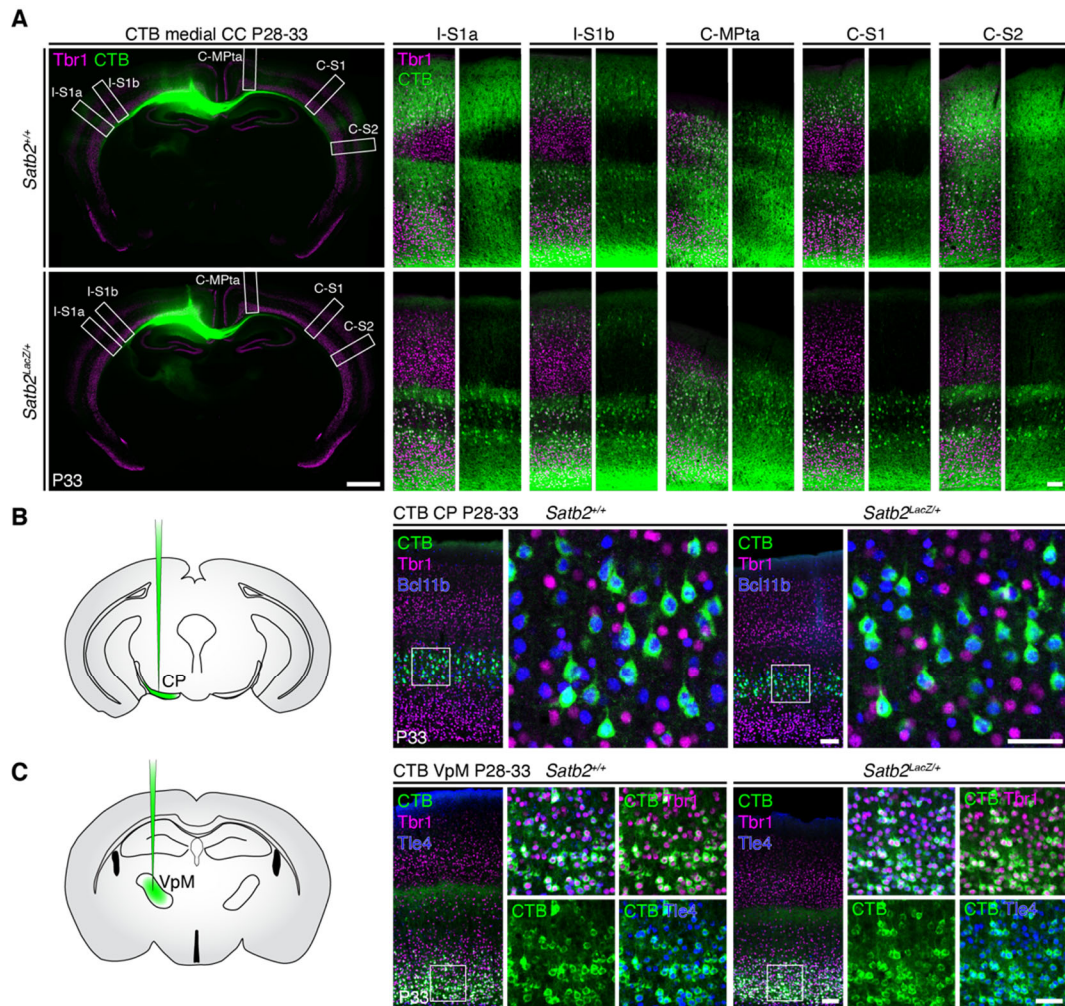 A
CTB medial CC P28-33
I-S1a I-S1b C-MPta C-S1 C-S2
Tbr1 CTB
C-MPta
C-S1
I-S1b
I-S1a
C-S2
Satb2+/+
Tbr1
CTB
C-MPta
I-S1b
C-S1
I-S1a
C-S2
Satb2LacZ/+
P33
B
CTB CP P28-33 Satb2+/+ Satb2LacZ/+
CTB
Tbr1
Bcl11b
CTB
Tbr1
Bcl11b
CP
P33
C
CTB VpM P28-33 Satb2+/+ Satb2LacZ/+
CTB
Tbr1
Tle4
CTB Tbr1
CTB
Tbr1
Tle4
CTB Tbr1
VpM
CTB
CTB Tle4
CTB
CTB Tle4
P33